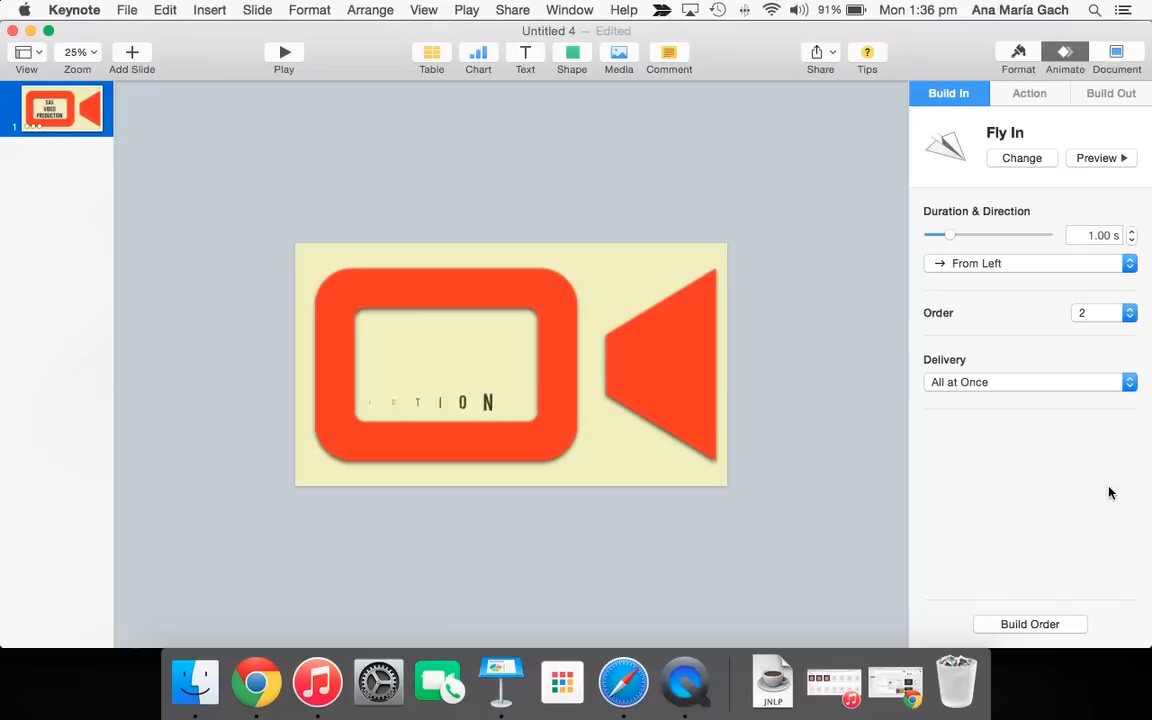 Keynote File Edit Insert Slide Format Arrange View Play Share Window Help 91% Mon 1:36 pm Ana María Gach
Untitled 4 — Edited
25%
View Zoom Add Slide Play Table Chart Text Shape Media Comment Share Tips Format Animate Document
Build In Action Build Out
S&G
VIDEO
PRODUCTION
1
Fly In
Change Preview
Duration & Direction
1.00 s
From Left
Order 2
Delivery
All at Once
C T I O N
Build Order
JNLP